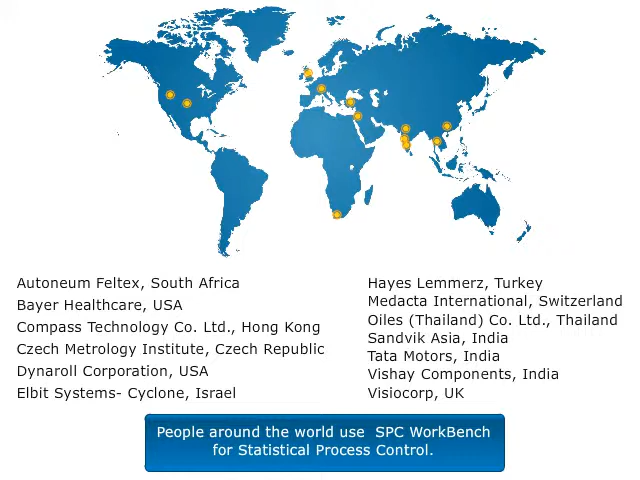 Autoneum Feltex, South Africa
Bayer Healthcare, USA
Compass Technology Co. Ltd., Hong Kong
Czech Metrology Institute, Czech Republic
Dynaroll Corporation, USA
Elbit Systems- Cyclone, Israel
Hayes Lemmerz, Turkey
Medacta International, Switzerland
Oiles (Thailand) Co. Ltd., Thailand
Sandvik Asia, India
Tata Motors, India
Vishay Components, India
Visiocorp, UK
People around the world use  SPC WorkBench
for Statistical Process Control.